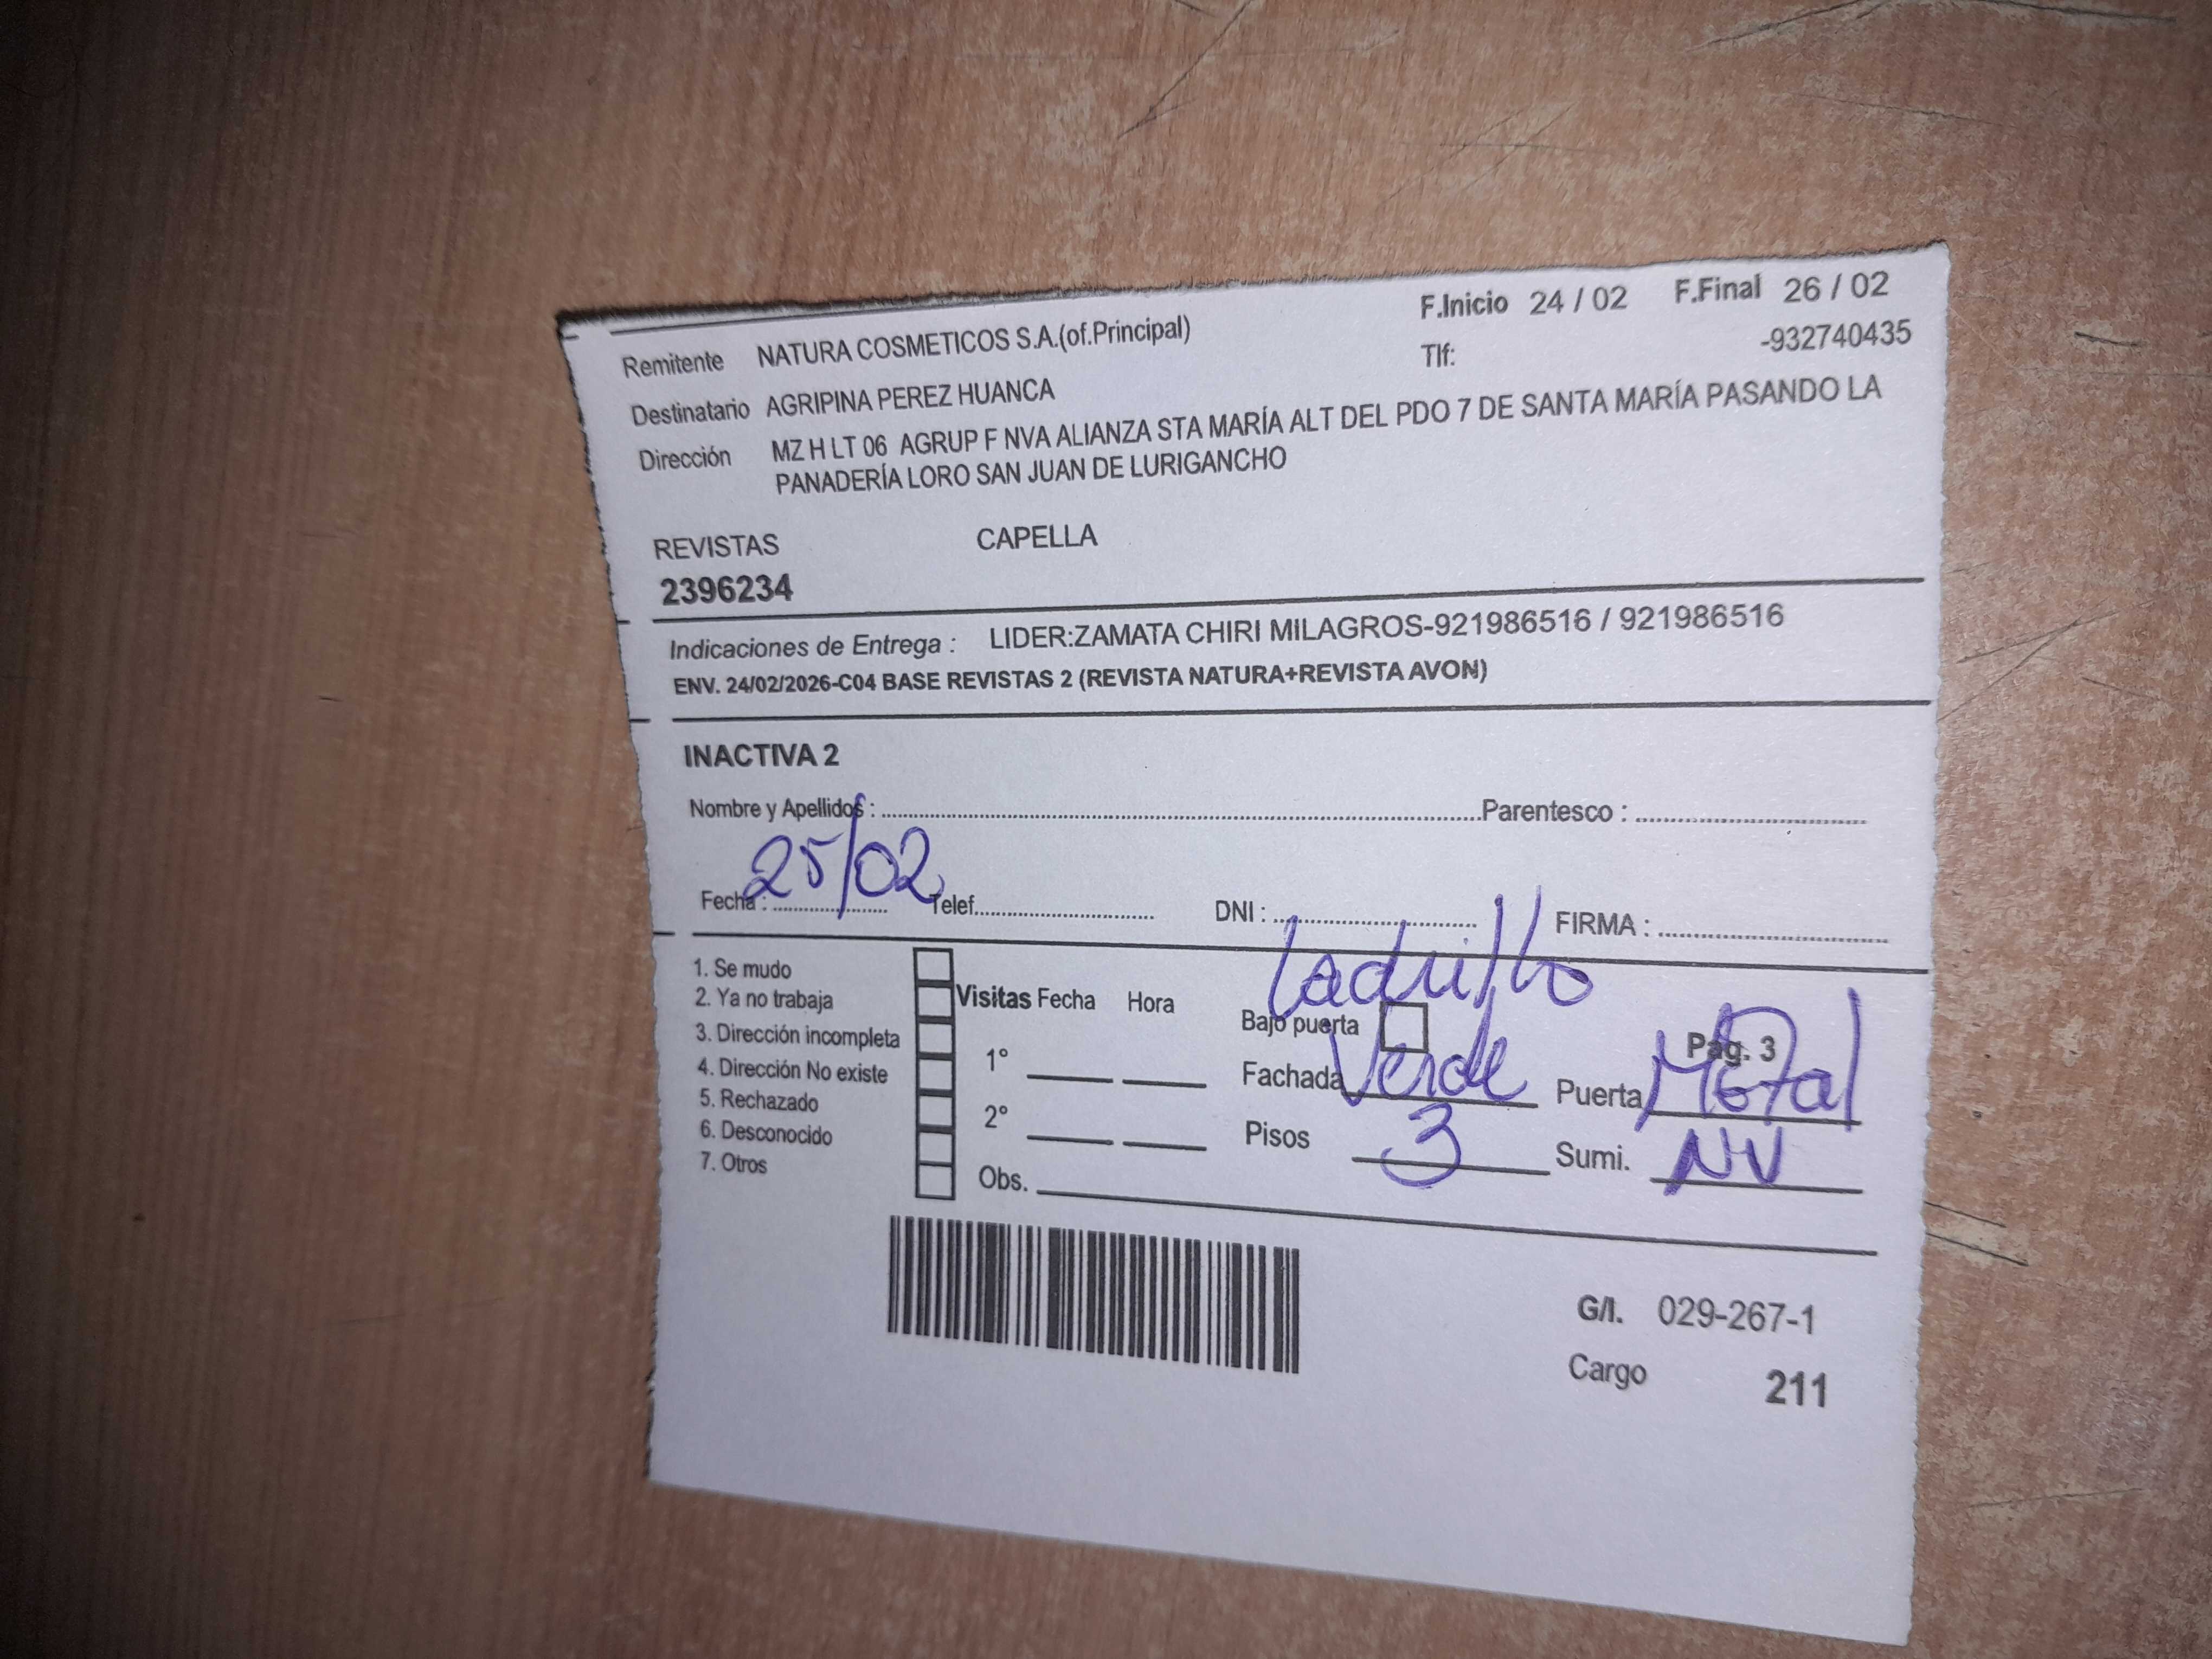 F.Inicio 24 / 02 F.Final 26 / 02
Remitente NATURA COSMETICOS S.A.(of.Principal) Tlf: -932740435
Destinatario AGRIPINA PEREZ HUANCA
Dirección MZ H LT 06 AGRUP F NVA ALIANZA STA MARÍA ALT DEL PDO 7 DE SANTA MARÍA PASANDO LA
PANADERÍA LORO SAN JUAN DE LURIGANCHO
REVISTAS CAPELLA
2396234
Indicaciones de Entrega : LIDER:ZAMATA CHIRI MILAGROS-921986516 / 921986516
ENV. 24/02/2026-C04 BASE REVISTAS 2 (REVISTA NATURA+REVISTA AVON)
INACTIVA 2
Nombre y Apellidos : Parentesco :
Fecha : 25/02 Telef. DNI : FIRMA :
1. Se mudo
2. Ya no trabaja
3. Dirección incompleta
4. Dirección No existe
5. Rechazado
6. Desconocido
7. Otros
Visitas Fecha Hora
1°
2°
Obs.
Ladrillo
Bajo puerta Pag. 3
Fachada Verde Puerta Metal
Pisos 3 Sumi. NV
G/I. 029-267-1
Cargo 211